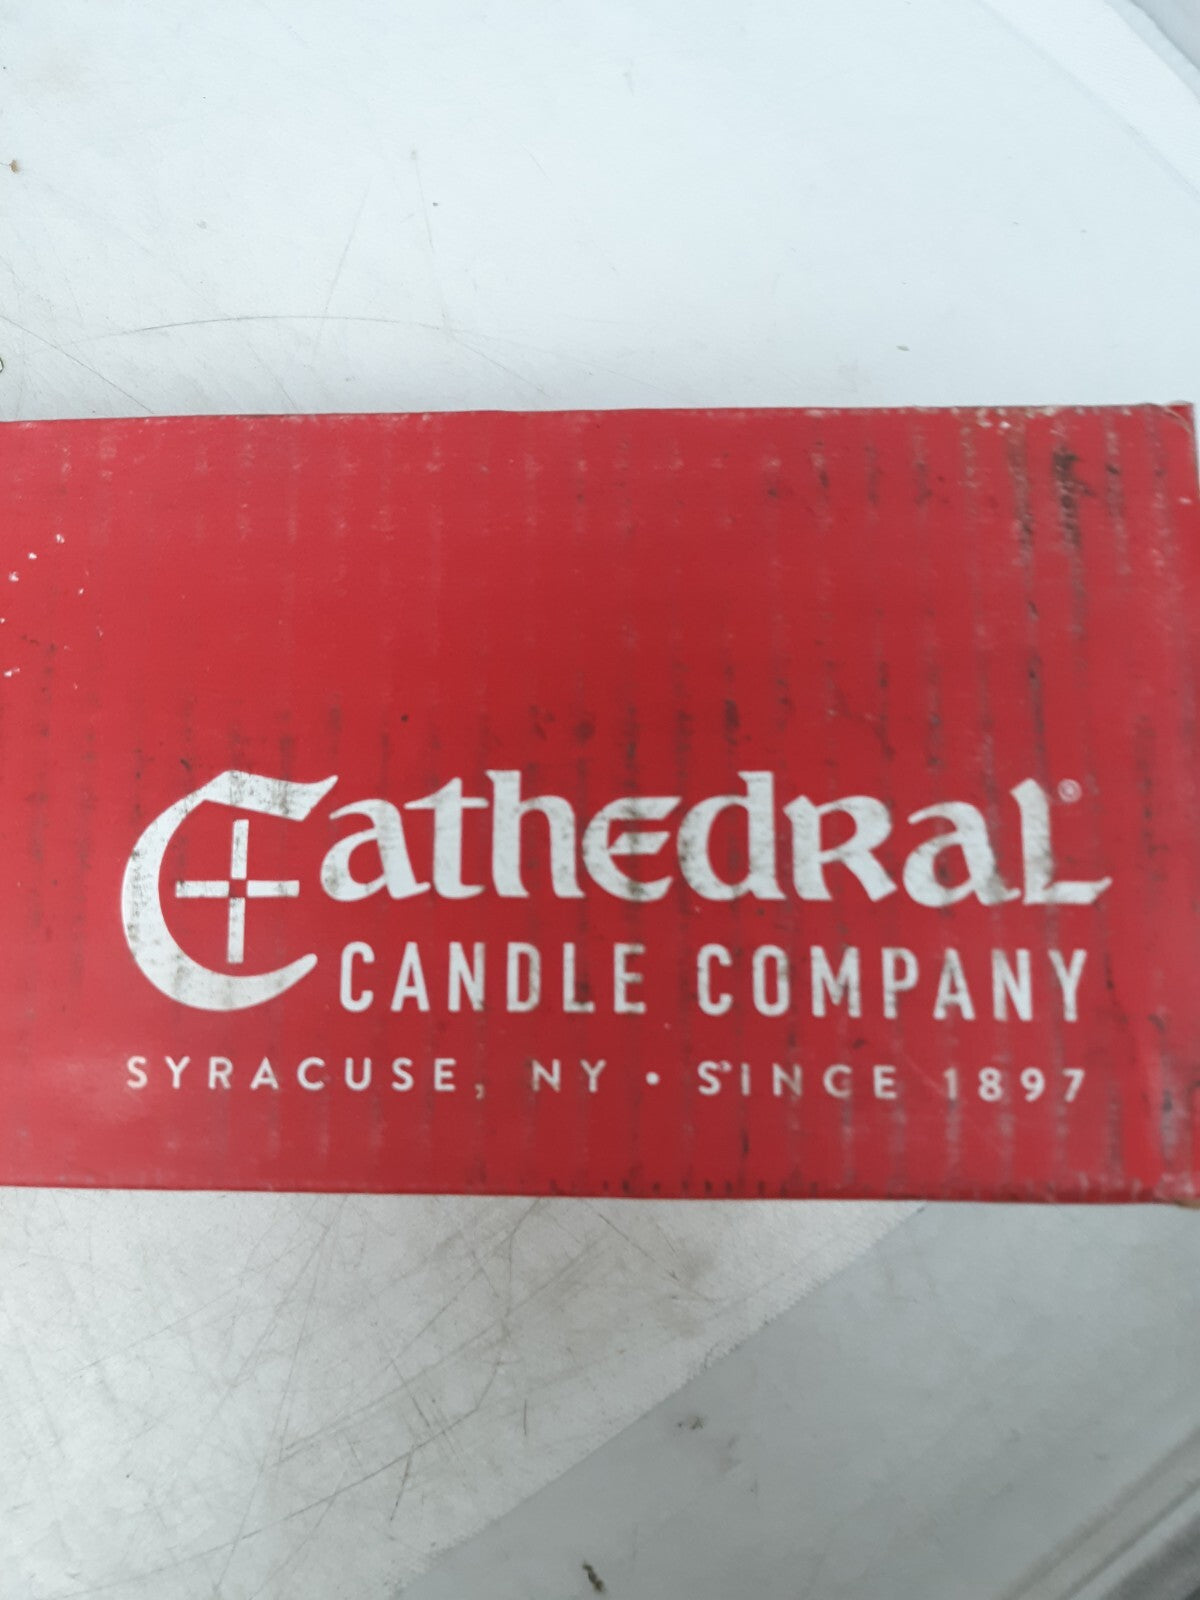 Cathedral®
CANDLE COMPANY
SYRACUSE, NY • SINCE 1897